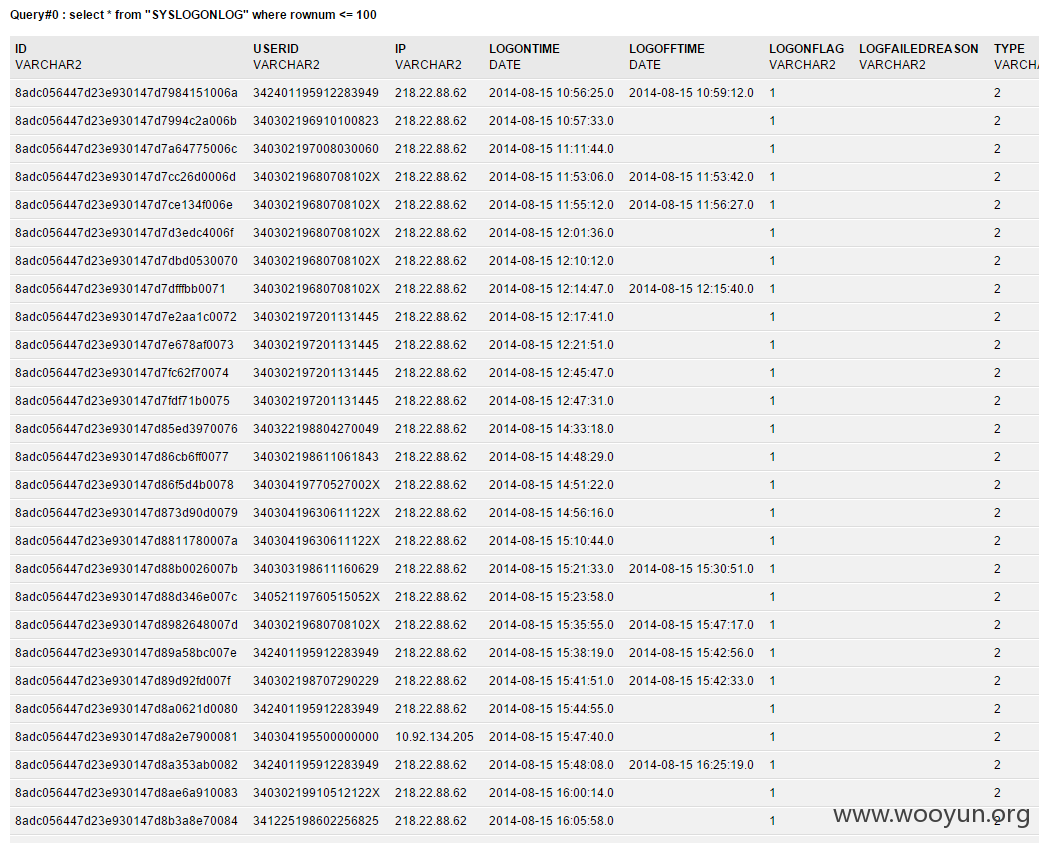 Query#0 : select * from "SYSLOGONLOG" where rownum <= 100
ID USERID IP LOGONTIME LOGOFFTIME LOGONFLAG LOGFAILEDREASON TYPE
VARCHAR2 VARCHAR2 VARCHAR2 DATE DATE VARCHAR2 VARCHAR2 VARCHA
8adc056447d23e930147d7984151006a 342401195912283949 218.22.88.62 2014-08-15 10:56:25.0 2014-08-15 10:59:12.0 1 2
8adc056447d23e930147d7994c2a006b 340302196910100823 218.22.88.62 2014-08-15 10:57:33.0 1 2
8adc056447d23e930147d7a64775006c 340302197008030060 218.22.88.62 2014-08-15 11:11:44.0 1 2
8adc056447d23e930147d7cc26d0006d 34030219680708102X 218.22.88.62 2014-08-15 11:53:06.0 2014-08-15 11:53:42.0 1 2
8adc056447d23e930147d7ce134f006e 34030219680708102X 218.22.88.62 2014-08-15 11:55:12.0 2014-08-15 11:56:27.0 1 2
8adc056447d23e930147d7d3edc4006f 34030219680708102X 218.22.88.62 2014-08-15 12:01:36.0 1 2
8adc056447d23e930147d7dbd0530070 34030219680708102X 218.22.88.62 2014-08-15 12:10:12.0 1 2
8adc056447d23e930147d7dfffbb0071 34030219680708102X 218.22.88.62 2014-08-15 12:14:47.0 2014-08-15 12:15:40.0 1 2
8adc056447d23e930147d7e2aa1c0072 340302197201131445 218.22.88.62 2014-08-15 12:17:41.0 1 2
8adc056447d23e930147d7e678af0073 340302197201131445 218.22.88.62 2014-08-15 12:21:51.0 1 2
8adc056447d23e930147d7fc62f70074 340302197201131445 218.22.88.62 2014-08-15 12:45:47.0 1 2
8adc056447d23e930147d7fdf71b0075 340302197201131445 218.22.88.62 2014-08-15 12:47:31.0 1 2
8adc056447d23e930147d85ed3970076 340322198804270049 218.22.88.62 2014-08-15 14:33:18.0 1 2
8adc056447d23e930147d86cb6ff0077 340302198611061843 218.22.88.62 2014-08-15 14:48:29.0 1 2
8adc056447d23e930147d86f5d4b0078 34030419770527002X 218.22.88.62 2014-08-15 14:51:22.0 1 2
8adc056447d23e930147d873d90d0079 34030419630611122X 218.22.88.62 2014-08-15 14:56:16.0 1 2
8adc056447d23e930147d8811780007a 34030419630611122X 218.22.88.62 2014-08-15 15:10:44.0 1 2
8adc056447d23e930147d88b0026007b 340303198611160629 218.22.88.62 2014-08-15 15:21:33.0 2014-08-15 15:30:51.0 1 2
8adc056447d23e930147d88d346e007c 34052119760515052X 218.22.88.62 2014-08-15 15:23:58.0 1 2
8adc056447d23e930147d8982648007d 34030219680708102X 218.22.88.62 2014-08-15 15:35:55.0 2014-08-15 15:47:17.0 1 2
8adc056447d23e930147d89a58bc007e 342401195912283949 218.22.88.62 2014-08-15 15:38:19.0 2014-08-15 15:42:56.0 1 2
8adc056447d23e930147d89d92fd007f 340302198707290229 218.22.88.62 2014-08-15 15:41:51.0 2014-08-15 15:42:33.0 1 2
8adc056447d23e930147d8a0621d0080 342401195912283949 218.22.88.62 2014-08-15 15:44:55.0 1 2
8adc056447d23e930147d8a2e7900081 340304195500000000 10.92.134.205 2014-08-15 15:47:40.0 1 2
8adc056447d23e930147d8a353ab0082 342401195912283949 218.22.88.62 2014-08-15 15:48:08.0 2014-08-15 16:25:19.0 1 2
8adc056447d23e930147d8ae6a910083 34030219910512122X 218.22.88.62 2014-08-15 16:00:14.0 1 2
8adc056447d23e930147d8b3a8e70084 341225198602256825 218.22.88.62 2014-08-15 16:05:58.0 1 2
www.wooyun.org